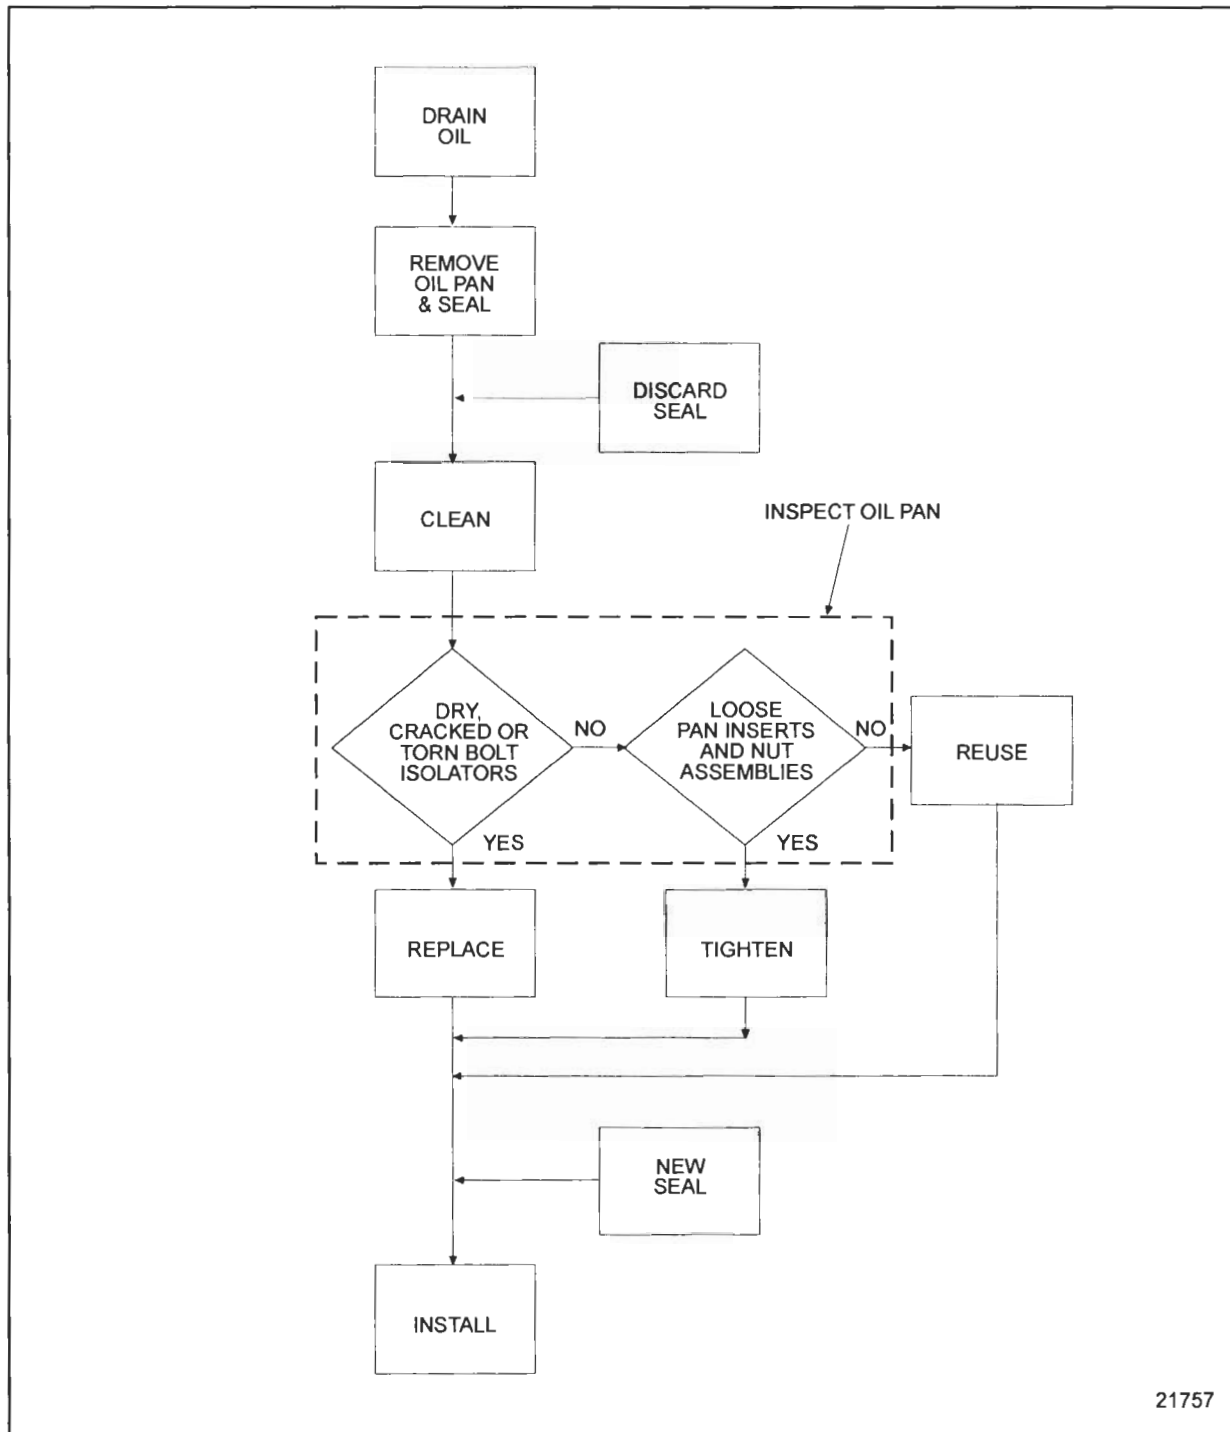 DRAIN
OIL
REMOVE
OIL PAN
& SEAL
DISCARD
SEAL
CLEAN
INSPECT OIL PAN
DRY,
CRACKED OR
TORN BOLT
ISOLATORS
NO
LOOSE
PAN INSERTS
AND NUT
ASSEMBLIES
NO
REUSE
YES
YES
REPLACE
TIGHTEN
NEW
SEAL
INSTALL
21757